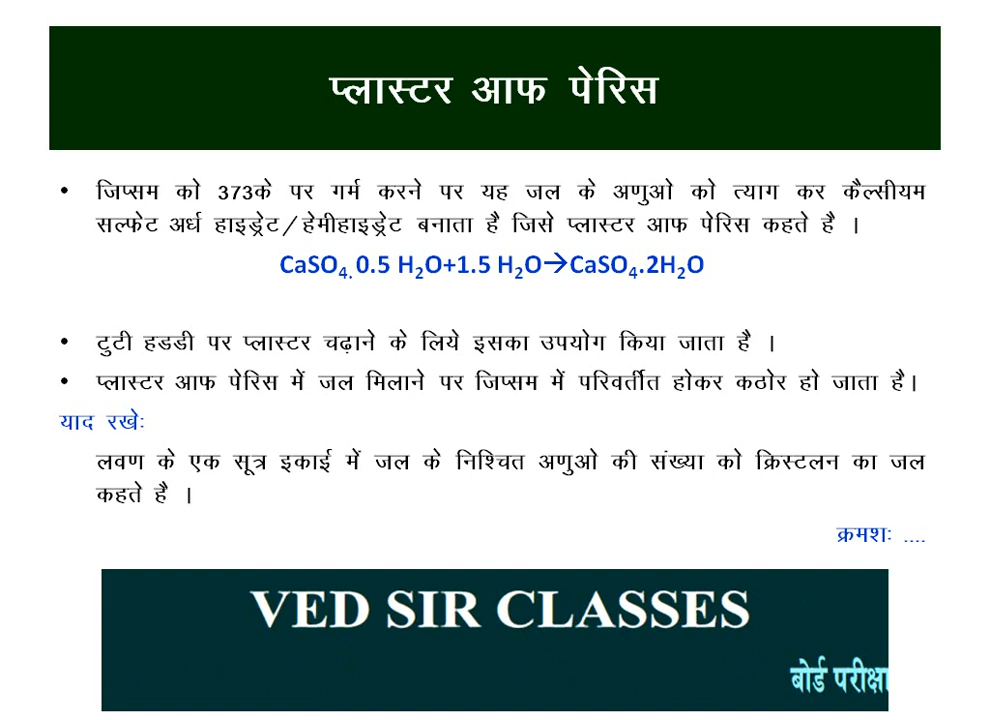 प्लास्टर आफ पेरिस
• जिप्सम को 373के पर गर्म करने पर यह जल के अणुओ को त्याग कर कैल्सीयम
सल्फेट अर्ध हाइड्रेट/हेमीहाइड्रेट बनाता है जिसे प्लास्टर आफ पेरिस कहते है ।
CaSO₄.0.5 H₂O+1.5 H₂O→CaSO₄.2H₂O
• टुटी हडडी पर प्लास्टर चढ़ाने के लिये इसका उपयोग किया जाता है ।
• प्लास्टर आफ पेरिस में जल मिलाने पर जिप्सम में परिवर्तीत होकर कठोर हो जाता है।
याद रखेः
लवण के एक सूत्र इकाई में जल के निश्चित अणुओ की संख्या को क्रिस्टलन का जल
कहते है ।
क्रमशः ....
VED SIR CLASSES
बोर्ड परीक्षा